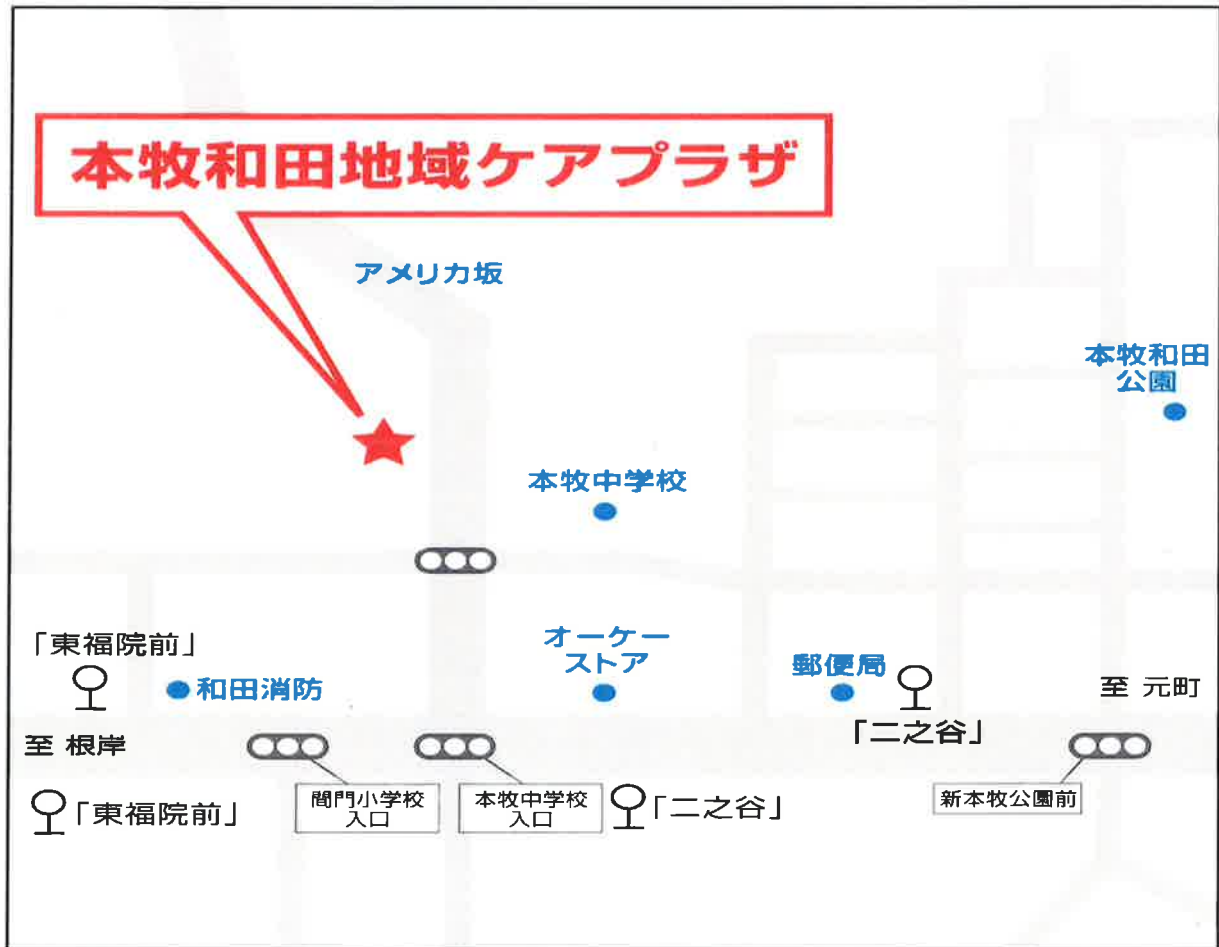 本牧和田地域ケアプラザ
アメリカ坂
本牧和田
公園
本牧中学校
「東福院前」
和田消防
オーケー
ストア
郵便局
「二之谷」
至 元町
至 根岸
「東福院前」
間門小学校
入口
本牧中学校
入口
「二之谷」
新本牧公園前